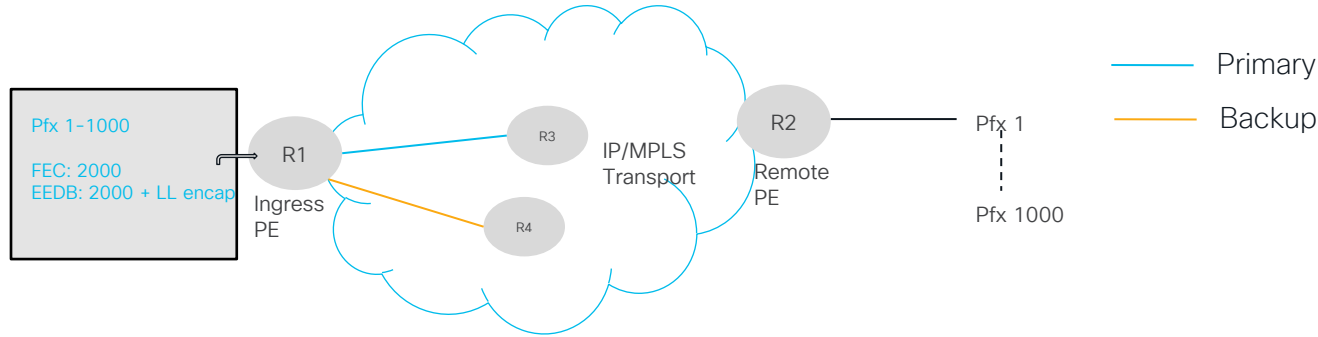 Pfx 1-1000
FEC: 2000
EEDB: 2000 + LL encap
R1
Ingress
PE
R3
R4
IP/MPLS
Transport
R2
Remote
PE
Pfx 1
Pfx 1000
Primary
Backup